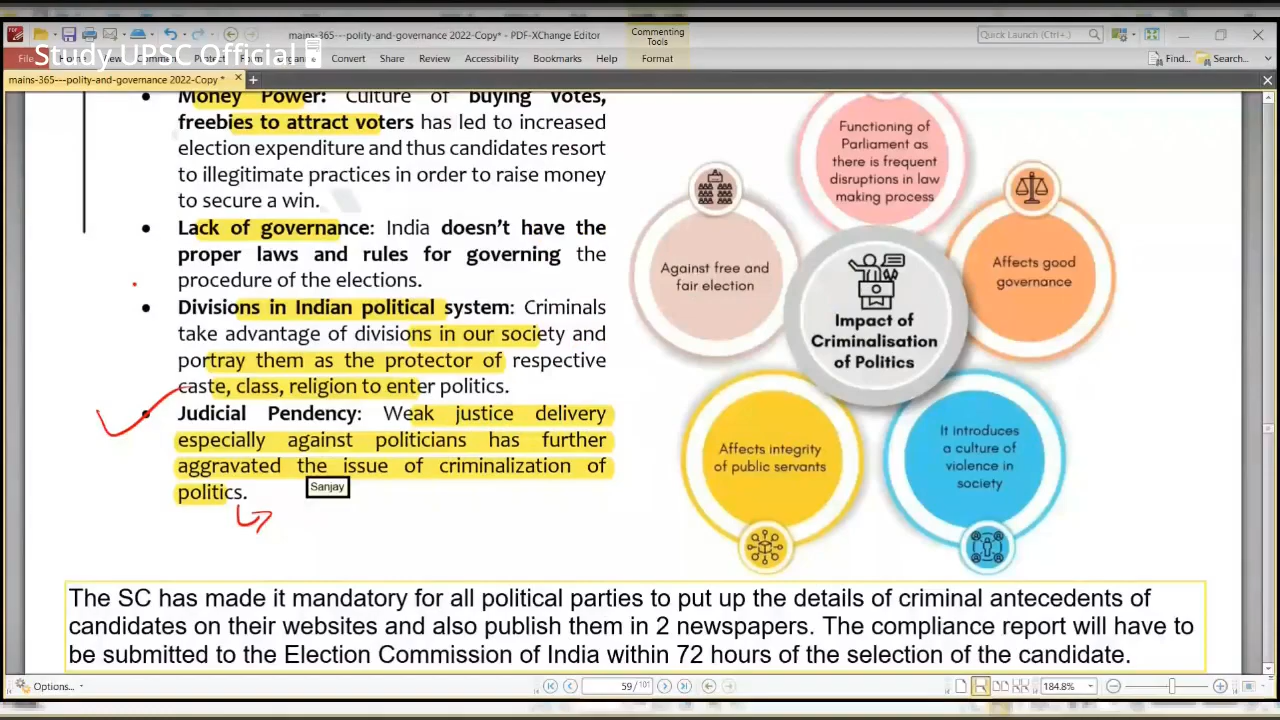 mains-365---polity-and-governance 2022-Copy* - PDF-XChange Editor
Commenting Tools
Quick Launch (Ctrl+.)
Study UPSC Official
File
Convert
Share
Review
Accessibility
Bookmarks
Help
Format
Find...
Search...
mains-365---polity-and-governance 2022-Copy *
• Money Power: Culture of buying votes,
freebies to attract voters has led to increased
election expenditure and thus candidates resort
to illegitimate practices in order to raise money
to secure a win.
• Lack of governance: India doesn't have the
proper laws and rules for governing the
procedure of the elections.
• Divisions in Indian political system: Criminals
take advantage of divisions in our society and
portray them as the protector of respective
caste, class, religion to enter politics.
• Judicial Pendency: Weak justice delivery
especially against politicians has further
aggravated the issue of criminalization of
politics.
Sanjay
Functioning of
Parliament as
there is frequent
disruptions in law
making process
Against free and
fair election
Affects good
governance
Impact of
Criminalisation
of Politics
Affects integrity
of public servants
It introduces
a culture of
violence in
society
The SC has made it mandatory for all political parties to put up the details of criminal antecedents of
candidates on their websites and also publish them in 2 newspapers. The compliance report will have to
be submitted to the Election Commission of India within 72 hours of the selection of the candidate.
Options...
59/101
184.8%